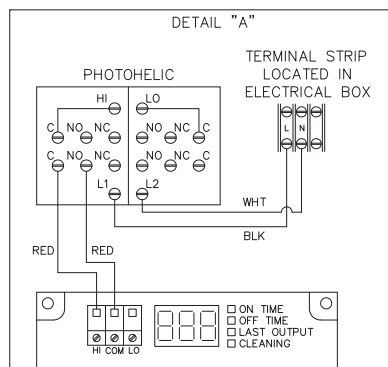 DETAIL "A"
TERMINAL STRIP
LOCATED IN
ELECTRICAL BOX
PHOTOHELIC
HI LO
C NO NC NO NC C
C NO NC NO NC C
L N
L1 L2
WHT
BLK
RED RED
ON TIME
OFF TIME
LAST OUTPUT
CLEANING
HI COM LO